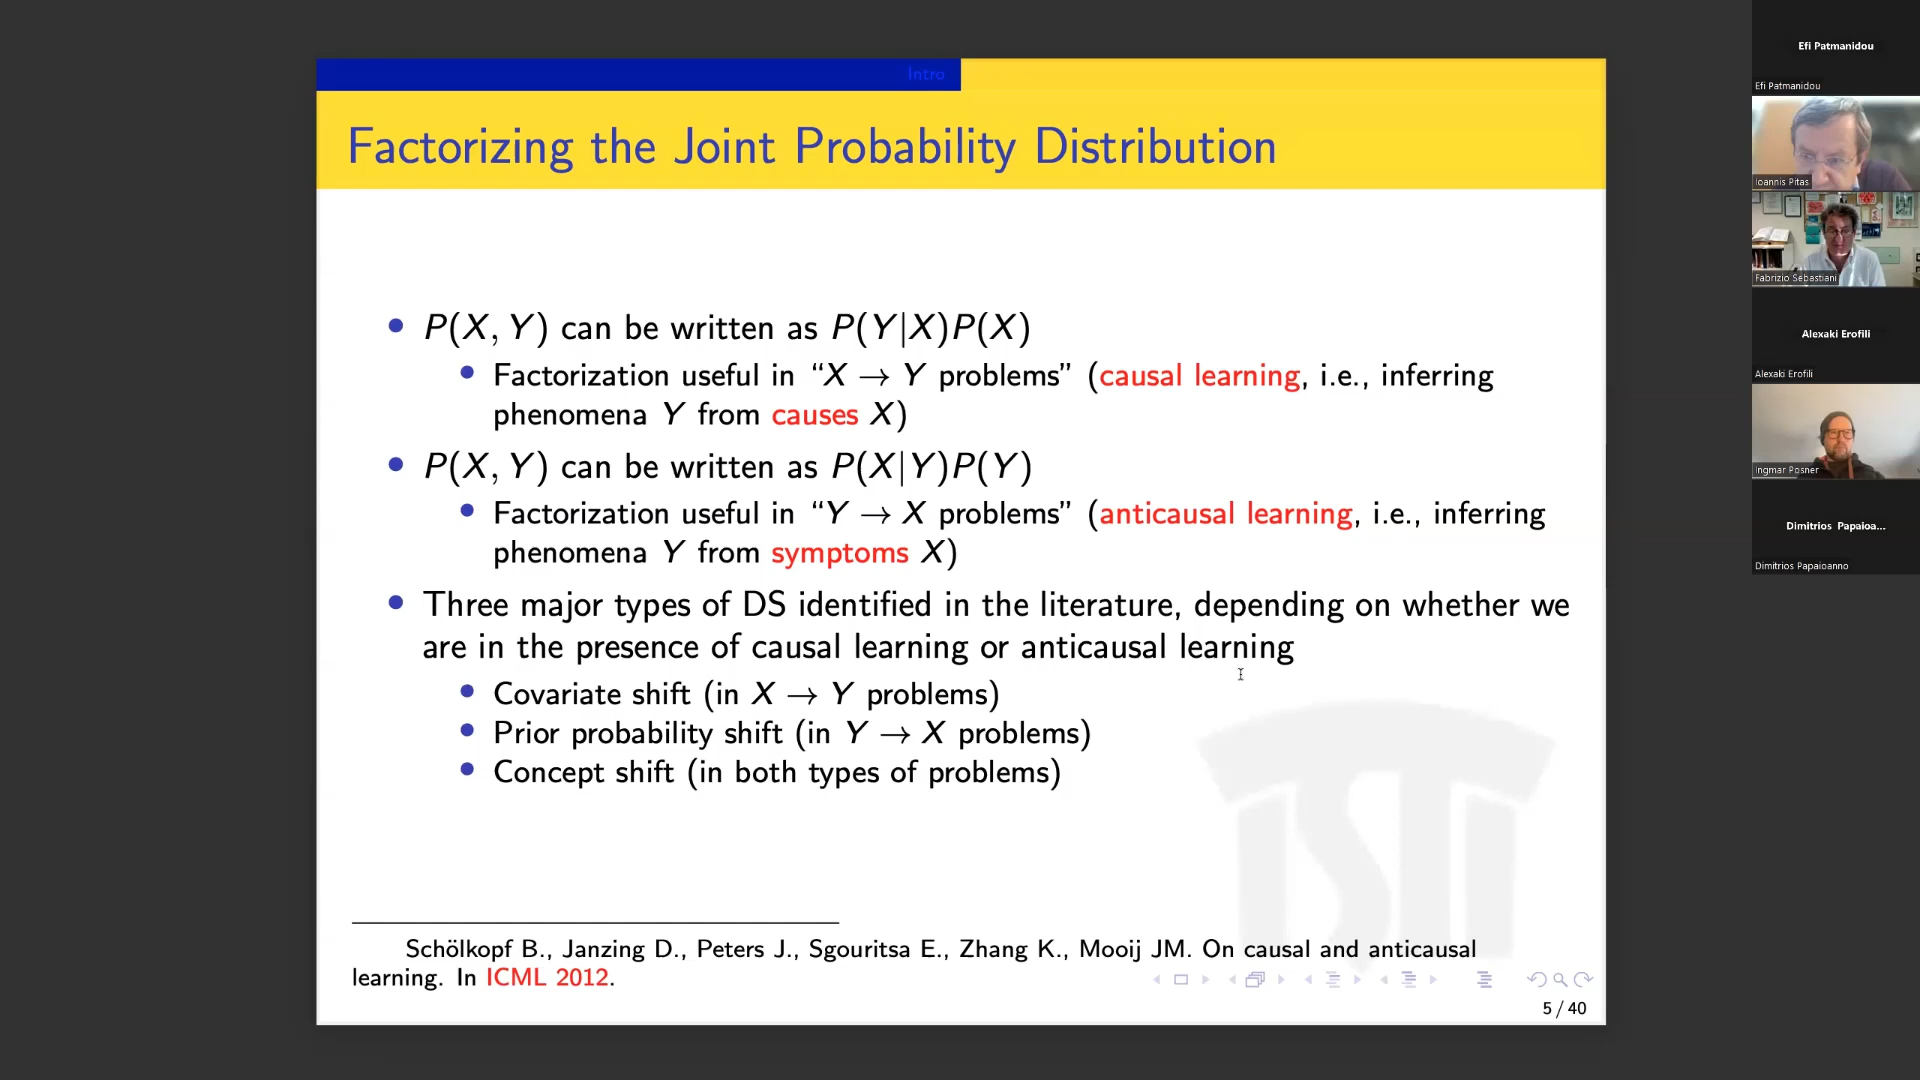 Intro
Factorizing the Joint Probability Distribution
P(X, Y) can be written as P(Y|X)P(X)
Factorization useful in “X → Y problems” (causal learning, i.e., inferring
phenomena Y from causes X)
P(X, Y) can be written as P(X|Y)P(Y)
Factorization useful in “Y → X problems” (anticausal learning, i.e., inferring
phenomena Y from symptoms X)
Three major types of DS identified in the literature, depending on whether we
are in the presence of causal learning or anticausal learning
Covariate shift (in X → Y problems)
Prior probability shift (in Y → X problems)
Concept shift (in both types of problems)
ISTI
Schölkopf B., Janzing D., Peters J., Sgouritsa E., Zhang K., Mooij JM. On causal and anticausal
learning. In ICML 2012.
5 / 40
Efi Patmanidou
Efi Patmanidou
Ioannis Pitas
Fabrizio Sebastiani
Alexaki Erofili
Alexaki Erofili
Ingmar Posner
Dimitrios Papaioa...
Dimitrios Papaioanno